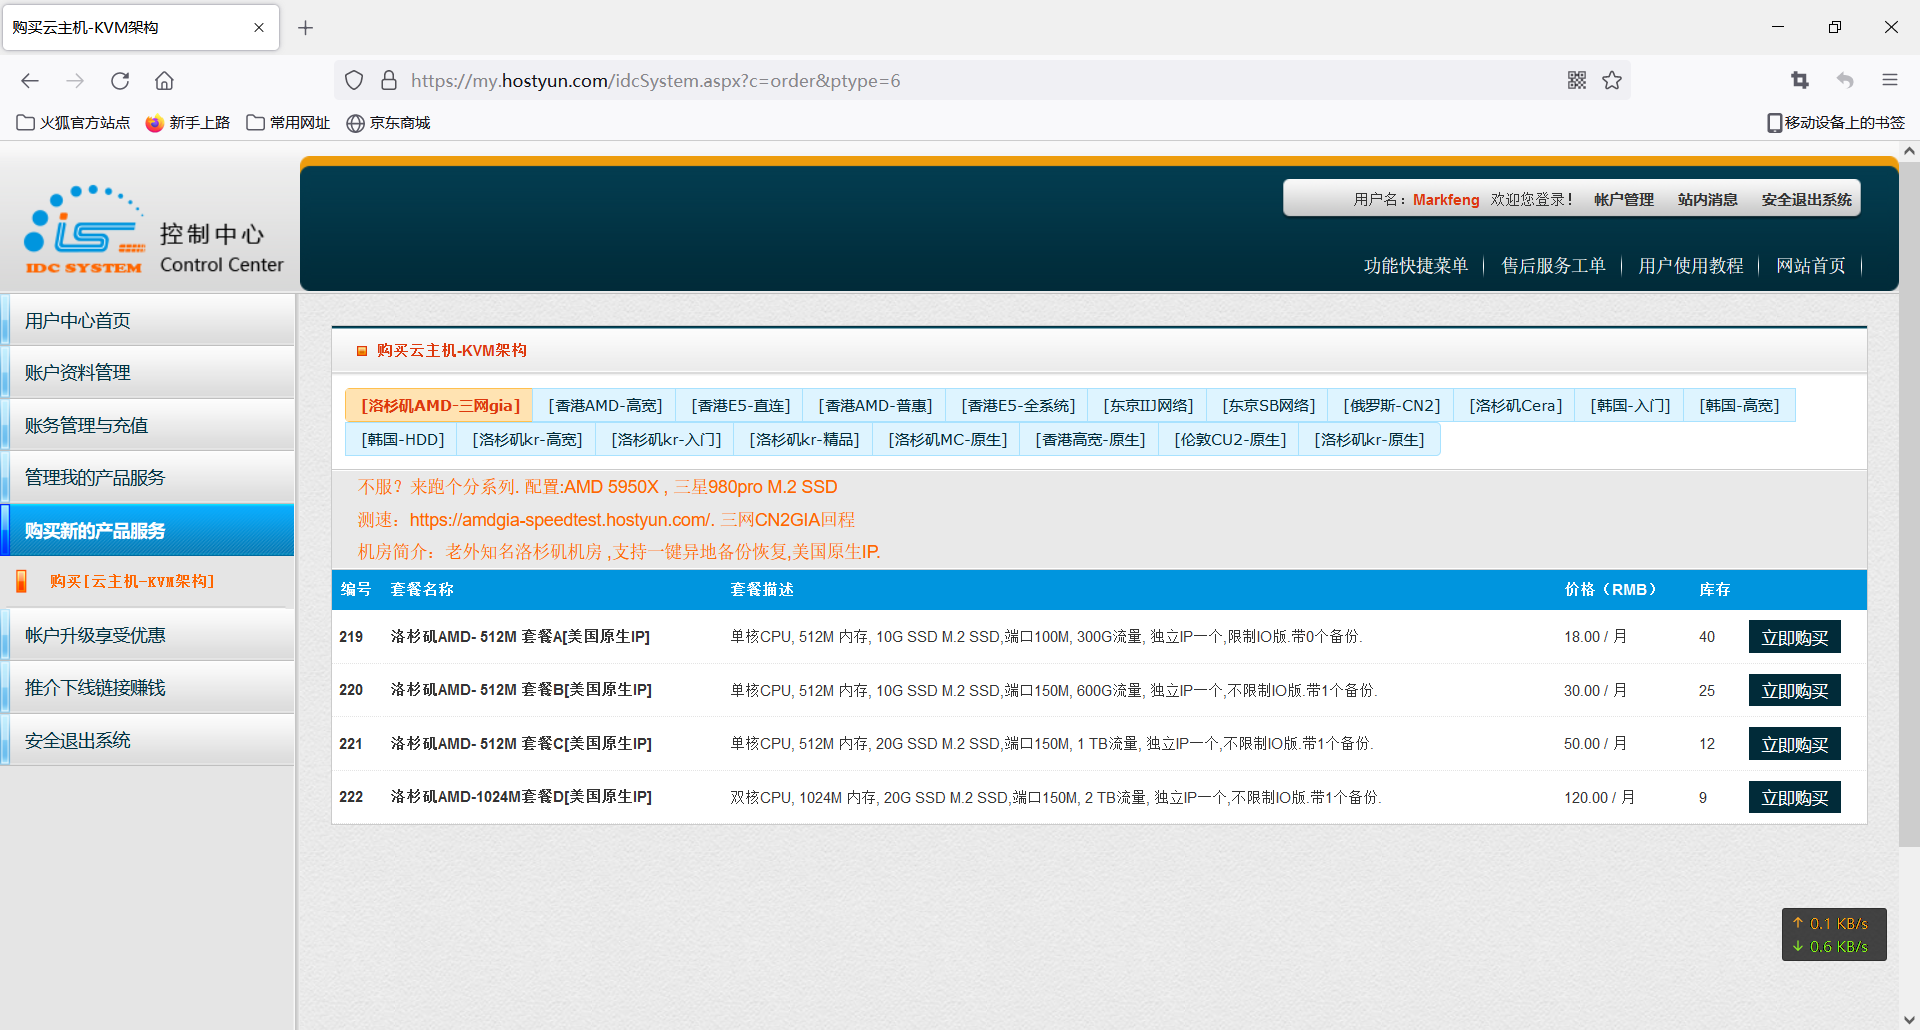 购买云主机-KVM架构
https://my.hostyun.com/idcSystem.aspx?c=order&ptype=6
火狐官方站点 新手上路 常用网址 京东商城 移动设备上的书签
IDC SYSTEM
控制中心
Control Center
用户名：Markfeng 欢迎您登录！ 帐户管理 站内消息 安全退出系统
功能快捷菜单 售后服务工单 用户使用教程 网站首页
用户中心首页
账户资料管理
账务管理与充值
管理我的产品服务
购买新的产品服务
购买[云主机-KVM架构]
帐户升级享受优惠
推介下线链接赚钱
安全退出系统
购买云主机-KVM架构
[洛杉矶AMD-三网gia] [香港AMD-高宽] [香港E5-直连] [香港AMD-普惠] [香港E5-全系统] [东京IIJ网络] [东京SB网络] [俄罗斯-CN2] [洛杉矶Cera] [韩国-入门] [韩国-高宽]
[韩国-HDD] [洛杉矶kr-高宽] [洛杉矶kr-入门] [洛杉矶kr-精品] [洛杉矶MC-原生] [香港高宽-原生] [伦敦CU2-原生] [洛杉矶kr-原生]
不服？来跑个分系列. 配置:AMD 5950X , 三星980pro M.2 SSD
测速：https://amdgia-speedtest.hostyun.com/. 三网CN2GIA回程
机房简介：老外知名洛杉矶机房 ,支持一键异地备份恢复,美国原生IP.
编号 套餐名称 套餐描述 价格（RMB） 库存
219 洛杉矶AMD- 512M 套餐A[美国原生IP] 单核CPU, 512M 内存, 10G SSD M.2 SSD,端口100M, 300G流量, 独立IP一个,限制IO版.带0个备份. 18.00 / 月 40 立即购买
220 洛杉矶AMD- 512M 套餐B[美国原生IP] 单核CPU, 512M 内存, 10G SSD M.2 SSD,端口150M, 600G流量, 独立IP一个,不限制IO版.带1个备份. 30.00 / 月 25 立即购买
221 洛杉矶AMD- 512M 套餐C[美国原生IP] 单核CPU, 512M 内存, 20G SSD M.2 SSD,端口150M, 1 TB流量, 独立IP一个,不限制IO版.带1个备份. 50.00 / 月 12 立即购买
222 洛杉矶AMD-1024M套餐D[美国原生IP] 双核CPU, 1024M 内存, 20G SSD M.2 SSD,端口150M, 2 TB流量, 独立IP一个,不限制IO版.带1个备份. 120.00 / 月 9 立即购买
↑ 0.1 KB/s
↓ 0.6 KB/s